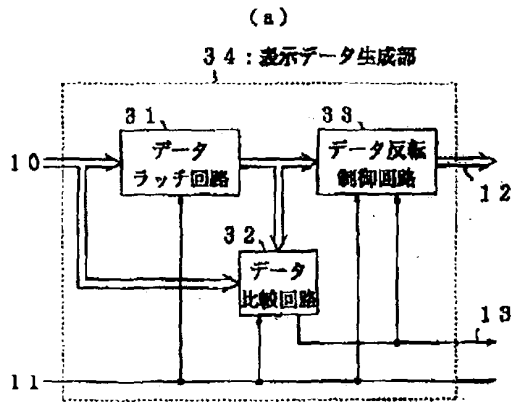 (a)
34:表示データ生成部
31
33
10
データ
ラッチ回路
データ反転
制御回路
12
32
データ
比較回路
13
11